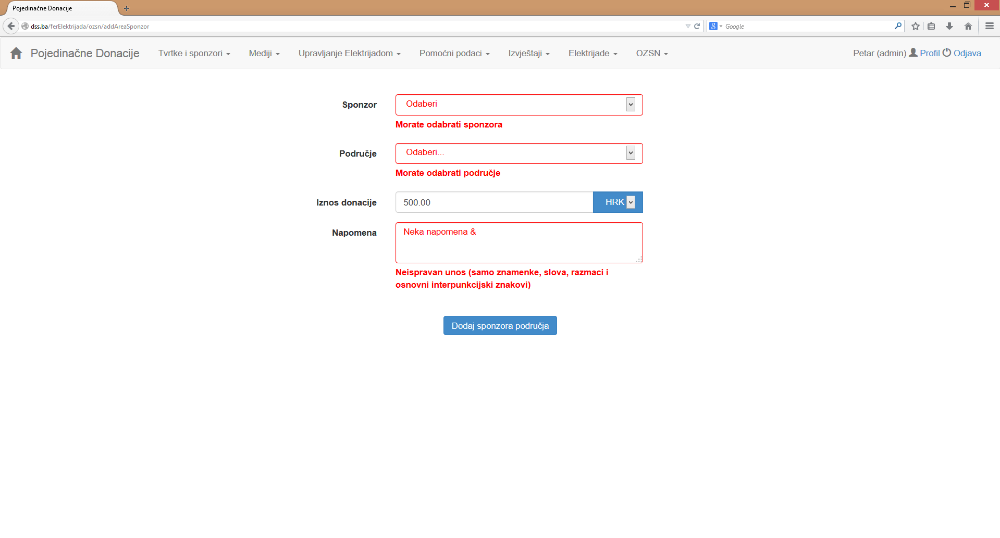 Pojedinačne Donacije
dss.ba/ferElektrijada/ozsn/addAreaSponzor
Google
Pojedinačne Donacije Tvrtke i sponzori Mediji Upravljanje Elektrijadom Pomoćni podaci Izvještaji Elektrijade OZSN Petar (admin) Profil Odjava
Sponzor Odaberi
Morate odabrati sponzora
Područje Odaberi...
Morate odabrati područje
Iznos donacije 500.00 HRK
Napomena Neka napomena &
Neispravan unos (samo znamenke, slova, razmaci i
osnovni interpunkcijski znakovi)
Dodaj sponzora područja